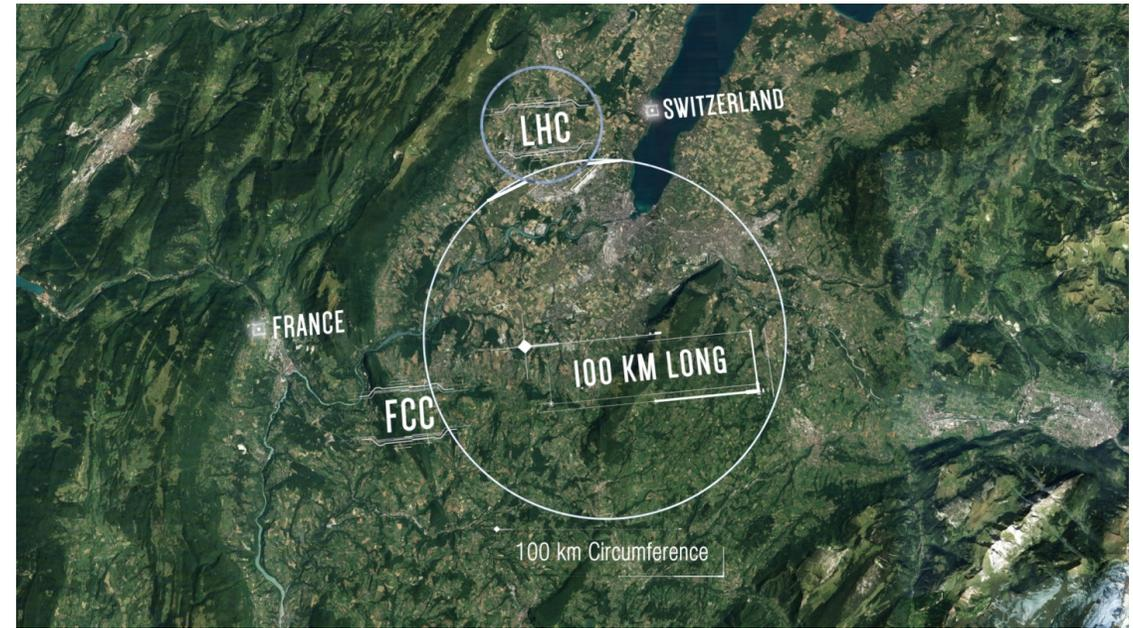 LHC
SWITZERLAND
FRANCE
100 KM LONG
FCC
100 km Circumference